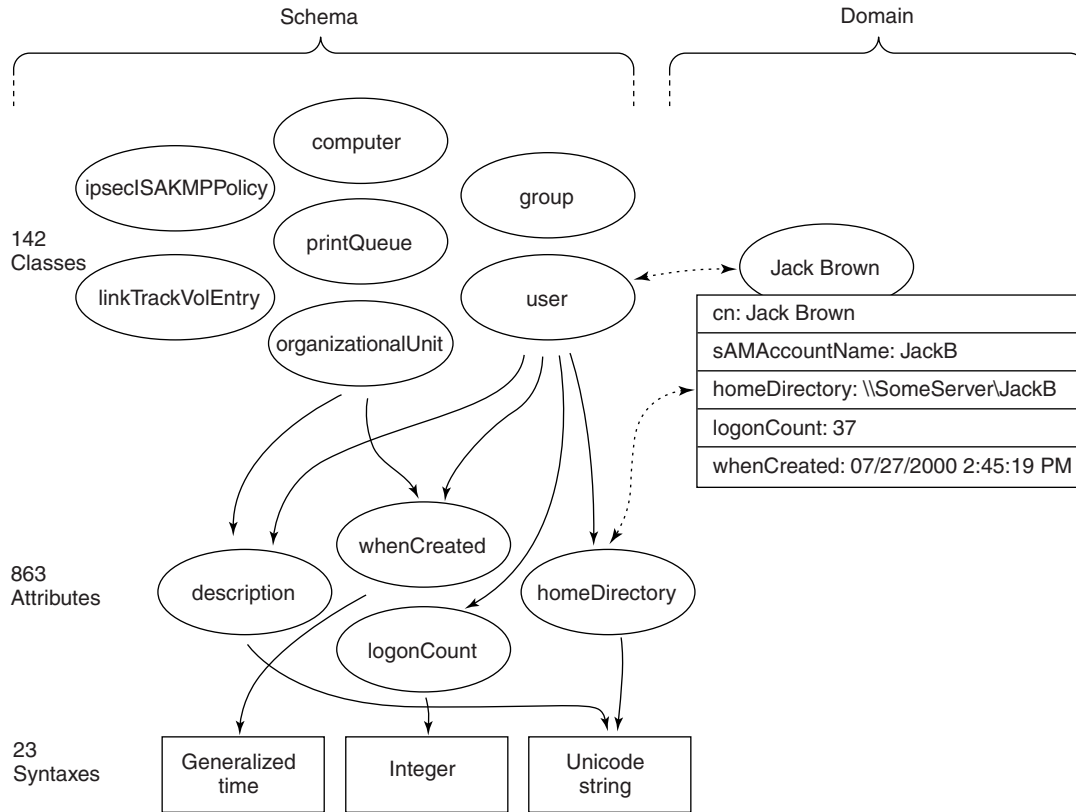 Schema
Domain
computer
ipsecISAKMPPolicy
group
142
Classes
printQueue
Jack Brown
linkTrackVolEntry
user
organizationalUnit
cn: Jack Brown
sAMAccountName: JackB
homeDirectory: \\SomeServer\JackB
logonCount: 37
whenCreated: 07/27/2000 2:45:19 PM
863
Attributes
whenCreated
description
homeDirectory
logonCount
23
Syntaxes
Generalized
time
Integer
Unicode
string